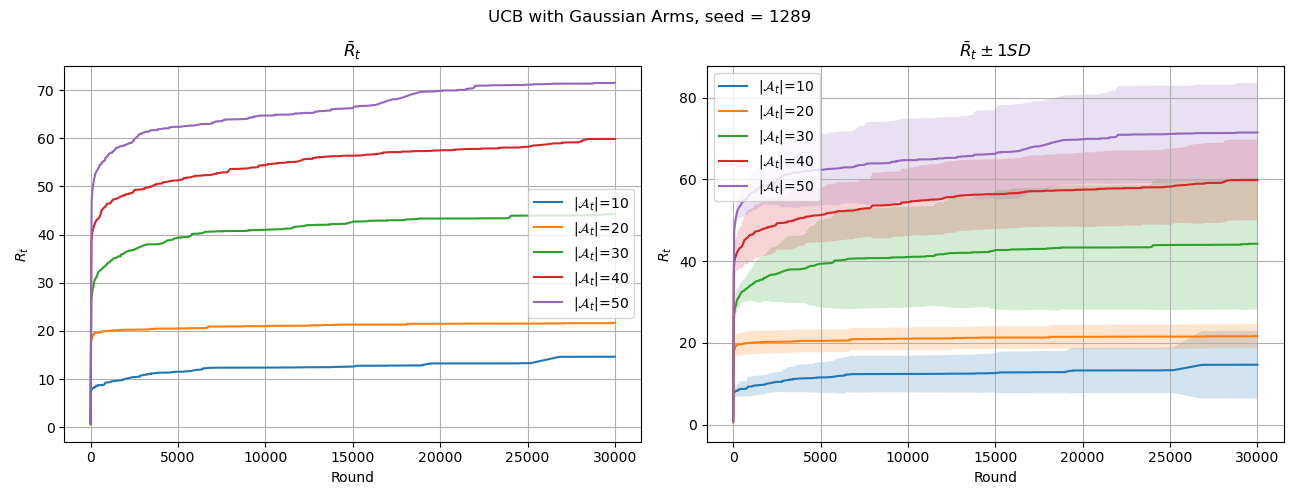 UCB with Gaussian Arms, seed = 1289
R̄ₜ
70
60
50
40
30
20
10
0
Rₜ
0 5000 10000 15000 20000 25000 30000
Round
|𝒜ₜ|=10
|𝒜ₜ|=20
|𝒜ₜ|=30
|𝒜ₜ|=40
|𝒜ₜ|=50
R̄ₜ ± 1SD
80
60
40
20
0
Rₜ
0 5000 10000 15000 20000 25000 30000
Round
|𝒜ₜ|=10
|𝒜ₜ|=20
|𝒜ₜ|=30
|𝒜ₜ|=40
|𝒜ₜ|=50